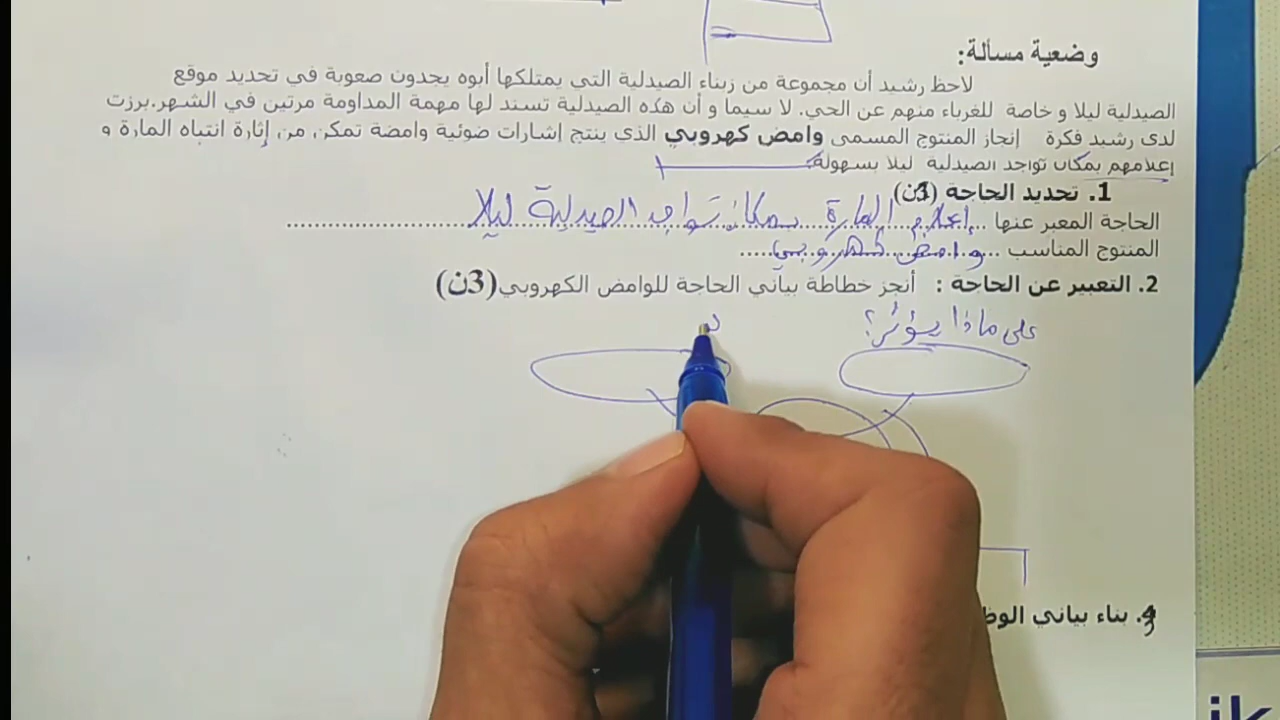 وضعية مسألة:
لاحظ رشيد أن مجموعة من زبناء الصيدلية التي يمتلكها أبوه يجدون صعوبة في تحديد موقع
الصيدلية ليلا و خاصة للغرباء منهم عن الحي. لا سيما و أن هذه الصيدلية تسند لها مهمة المداومة مرتين في الشهر.برزت
لدى رشيد فكرة إنجاز المنتوج المسمى وامض كهروبي الذي ينتج إشارات ضوئية وامضة تمكن من إثارة انتباه المارة و
إعلامهم بمكان تواجد الصيدلية ليلا بسهولة.
1. تحديد الحاجة (1ن)
الحاجة المعبر عنها ...إعلام المارة بمكان تواجد الصيدلية ليلا...
المنتوج المناسب ...وامض كهروبي.....
2. التعبير عن الحاجة : أنجز خطاطة بياني الحاجة للوامض الكهروبي(3ن)
على ماذا يؤثر؟
بناء بياني الوظ
ik